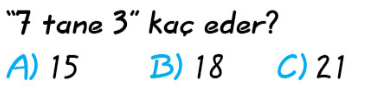 “7 tane 3” kaç eder?
A) 15 B) 18 C) 21